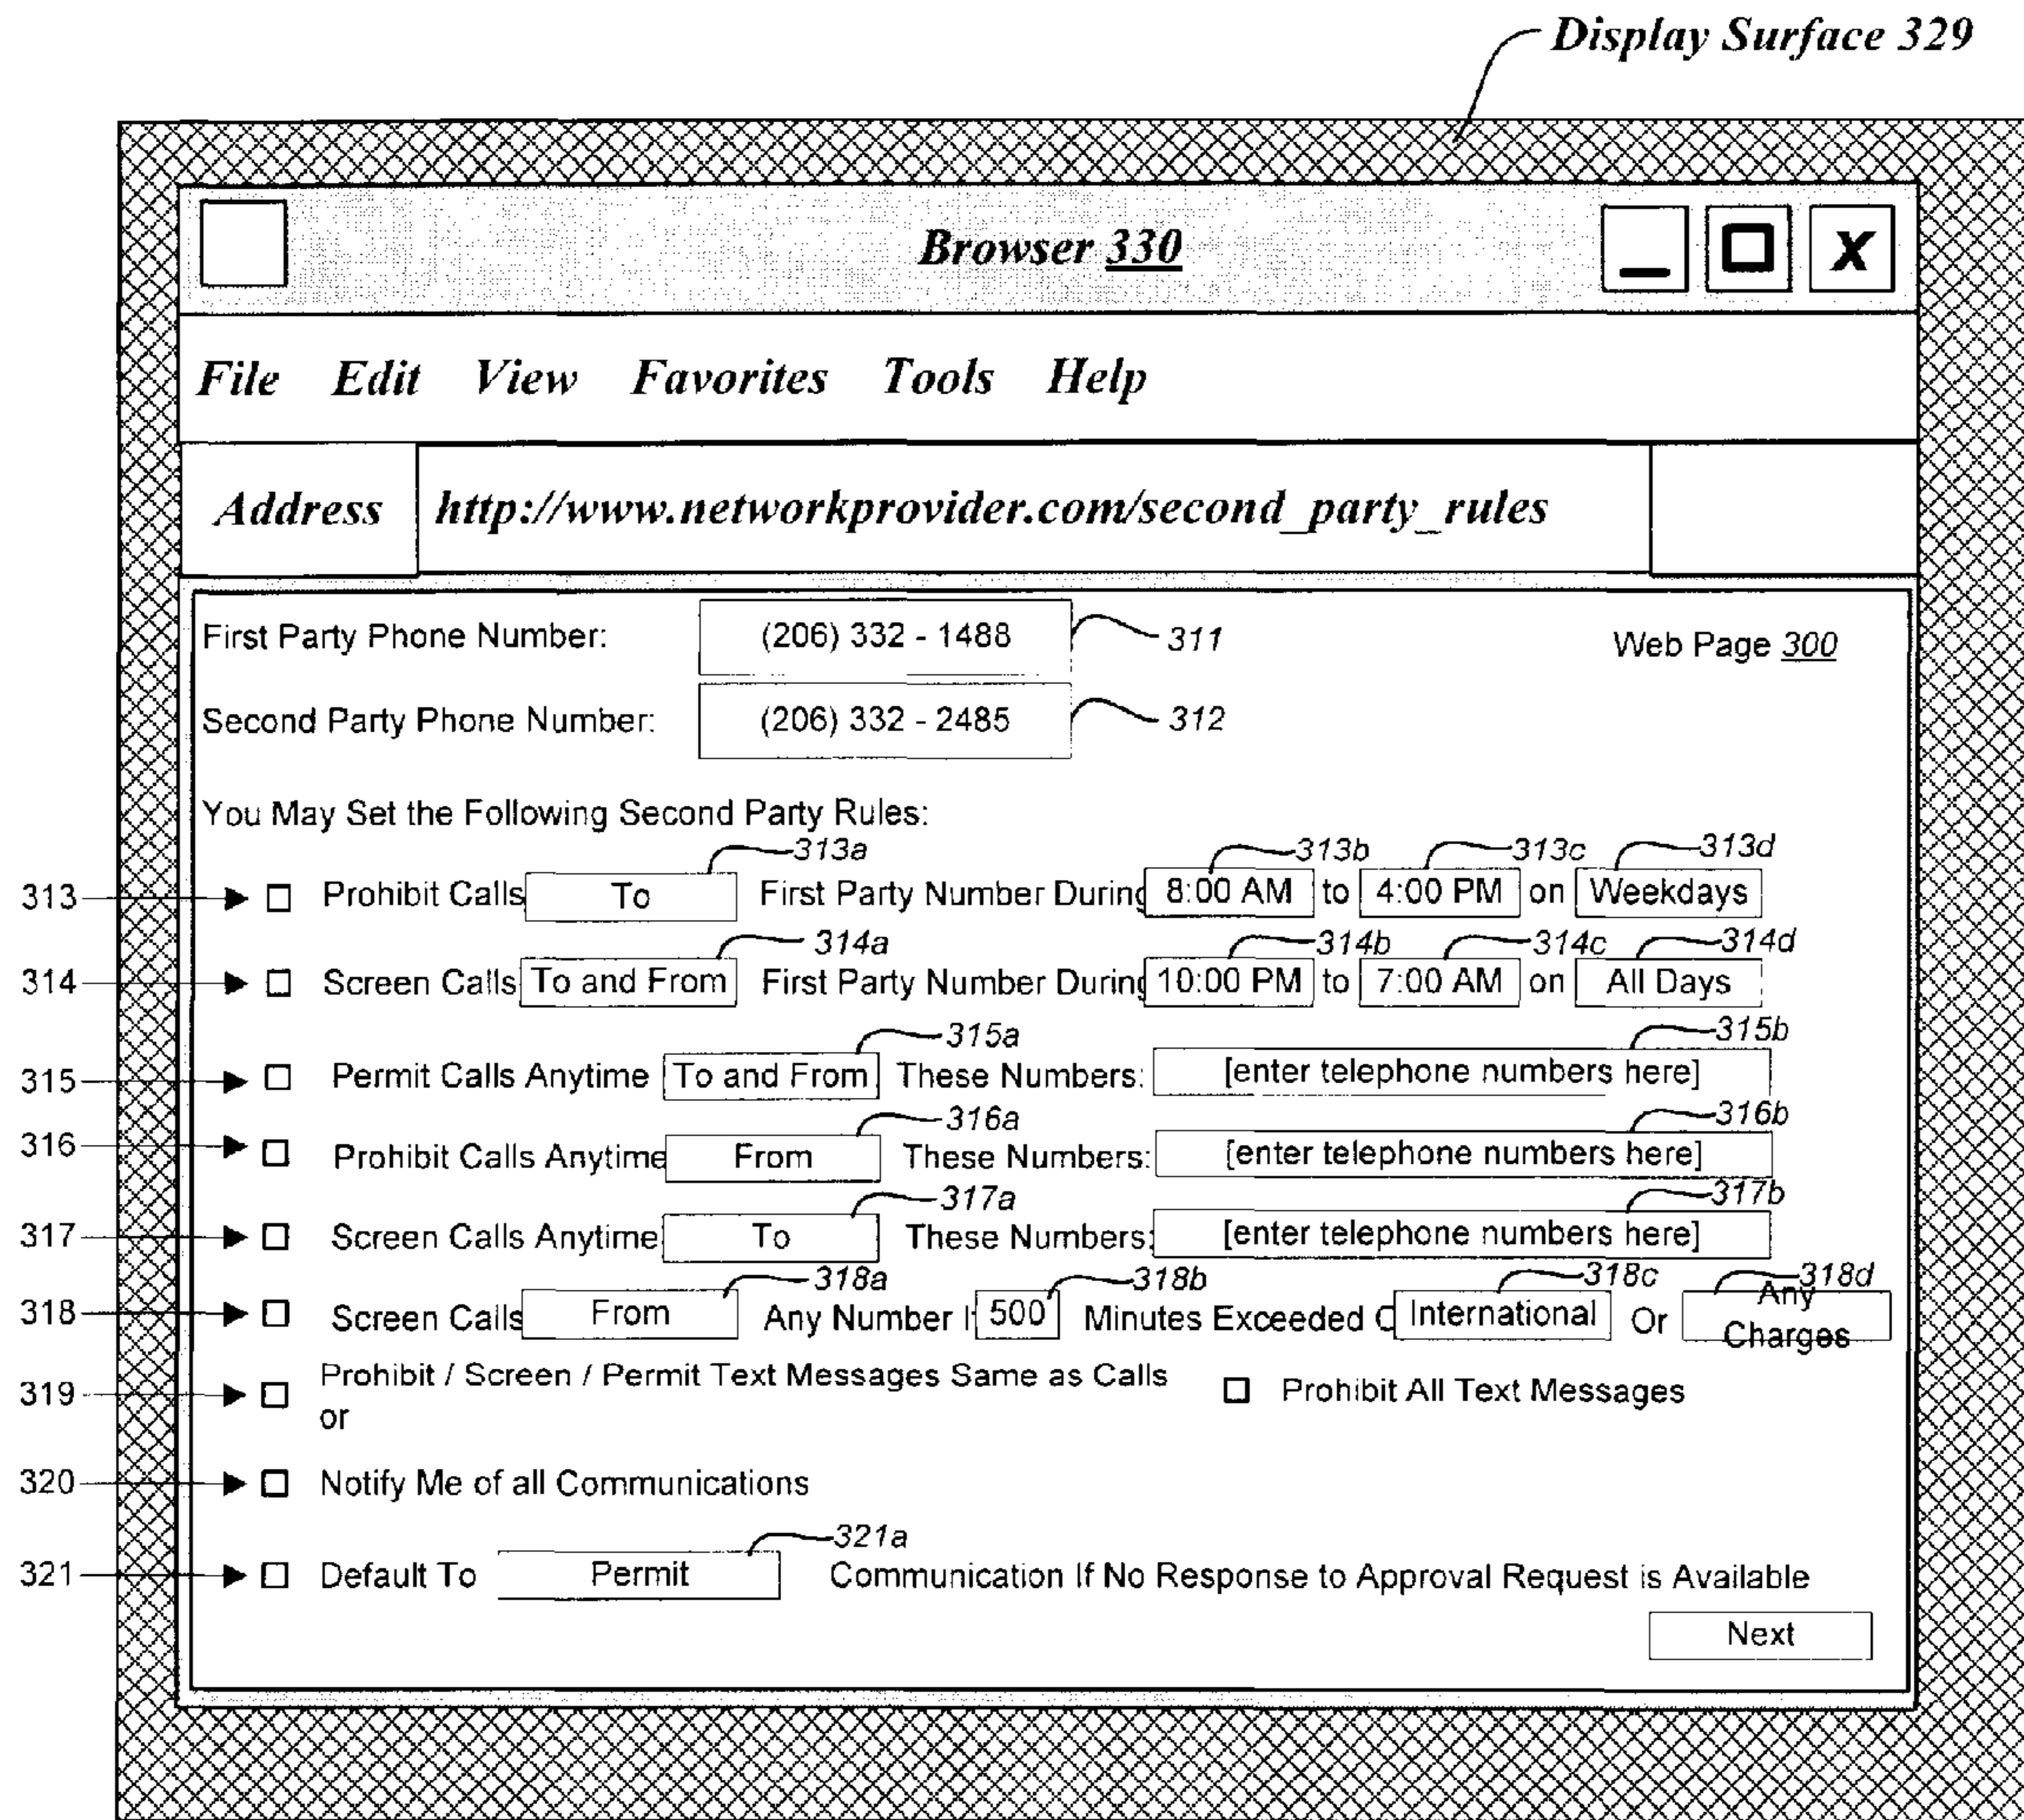 Display Surface 329
Browser 330
X
File Edit View Favorites Tools Help
Address http://www.networkprovider.com/second_party_rules
First Party Phone Number: (206) 332 - 1488 311 Web Page 300
Second Party Phone Number: (206) 332 - 2485 312
You May Set the Following Second Party Rules:
313a 313b 313c 313d
313 Prohibit Calls To First Party Number During 8:00 AM to 4:00 PM on Weekdays
314a 314b 314c 314d
314 Screen Calls To and From First Party Number During 10:00 PM to 7:00 AM on All Days
315a 315b
315 Permit Calls Anytime To and From These Numbers: [enter telephone numbers here]
316a 316b
316 Prohibit Calls Anytime From These Numbers: [enter telephone numbers here]
317a 317b
317 Screen Calls Anytime To These Numbers: [enter telephone numbers here]
318a 318b 318c 318d
318 Screen Calls From Any Number 500 Minutes Exceeded International Or Any Charges
319 Prohibit / Screen / Permit Text Messages Same as Calls or Prohibit All Text Messages
320 Notify Me of all Communications
321a
321 Default To Permit Communication If No Response to Approval Request is Available
Next